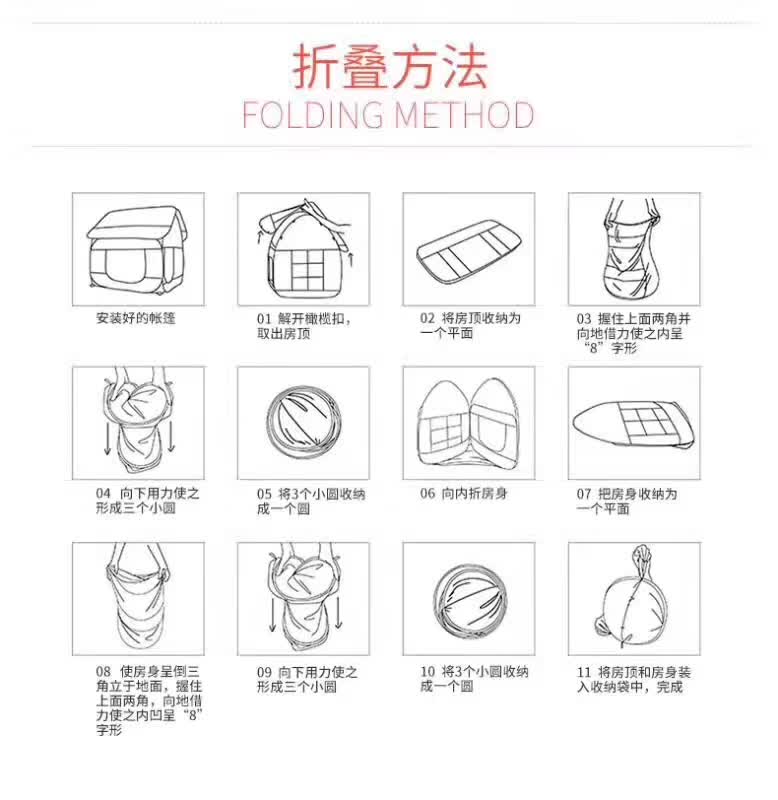 折叠方法
FOLDING METHOD
安装好的帐篷
01 解开橄榄扣，
取出房顶
02 将房顶收纳为
一个平面
03 握住上面两角并
向地借力使之内呈
“8”字形
04 向下用力使之
形成三个小圆
05 将3个小圆收纳
成一个圆
06 向内折房身
07 把房身收纳为
一个平面
08 使房身呈倒三
角立于地面，握住
上面两角，向地借
力使之内凹呈“8”
字形
09 向下用力使之
形成三个小圆
10 将3个小圆收纳
成一个圆
11 将房顶和房身装
入收纳袋中，完成